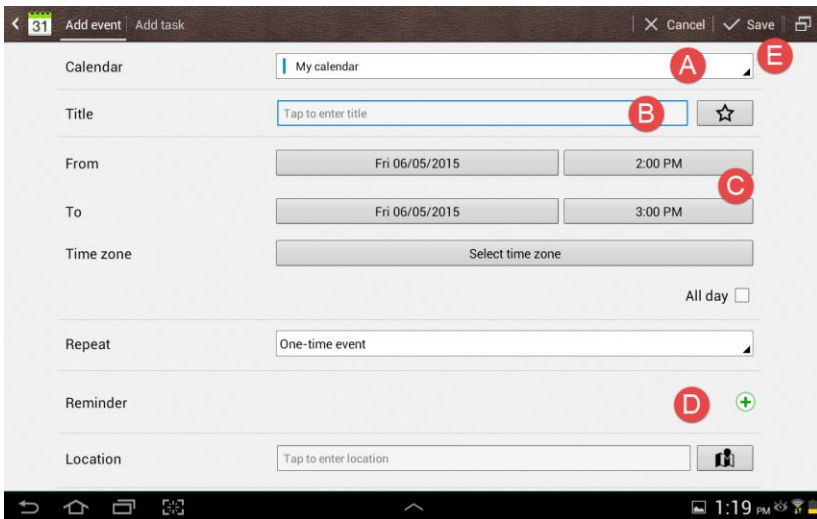 31 Add event Add task Cancel Save
Calendar My calendar A E
Title Tap to enter title B
From Fri 06/05/2015 2:00 PM
C
To Fri 06/05/2015 3:00 PM
Time zone Select time zone
All day
Repeat One-time event
Reminder D
Location Tap to enter location
1:19 PM